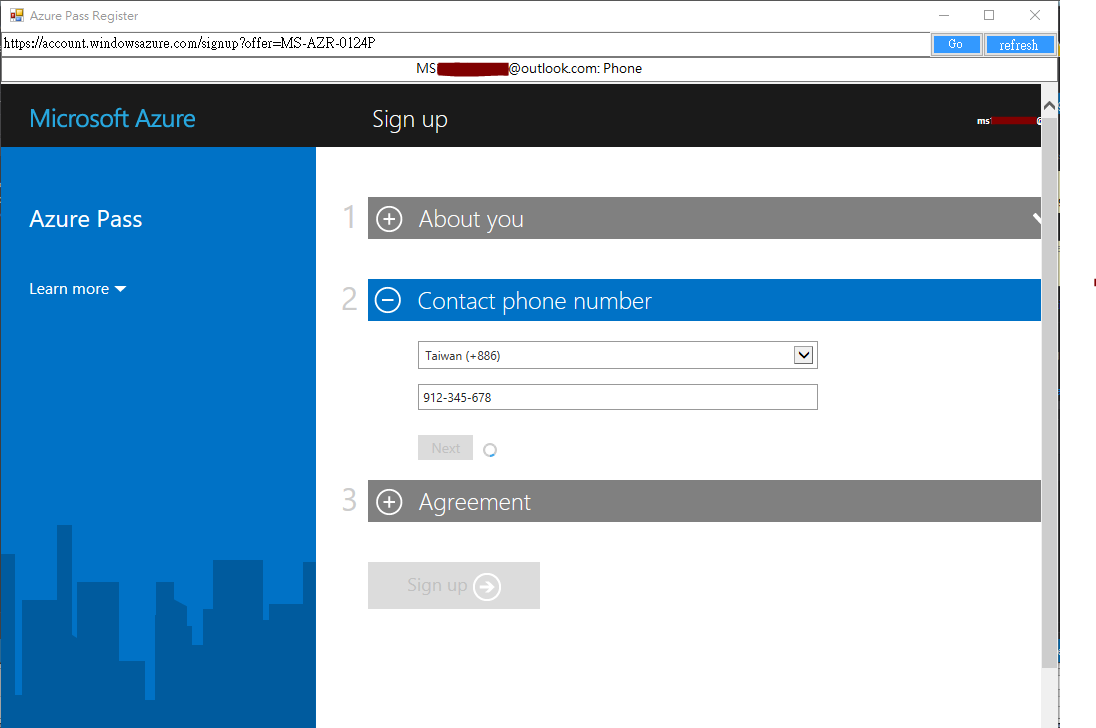 Azure Pass Register
https://account.windowsazure.com/signup?offer=MS-AZR-0124P
Go
refresh
MS @outlook.com: Phone
Microsoft Azure
Sign up
ms
Azure Pass
Learn more
1
About you
2
Contact phone number
Taiwan (+886)
912-345-678
Next
3
Agreement
Sign up